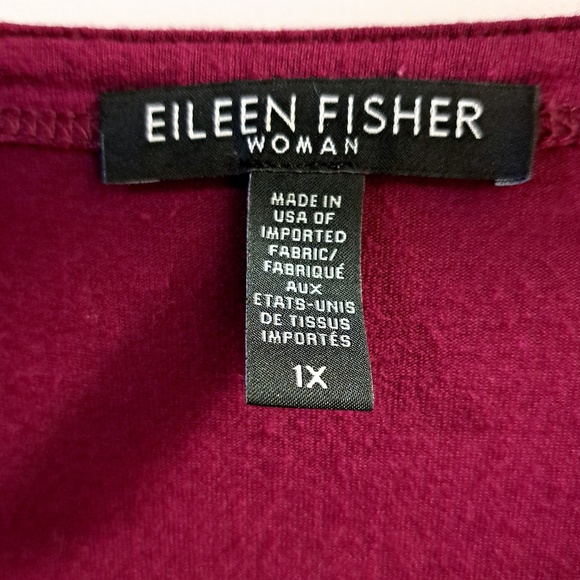 EILEEN FISHER
WOMAN
MADE IN
USA OF
IMPORTED
FABRIC/
FABRIQUÉ
AUX
ETATS-UNIS
DE TISSUS
IMPORTÉS
1X